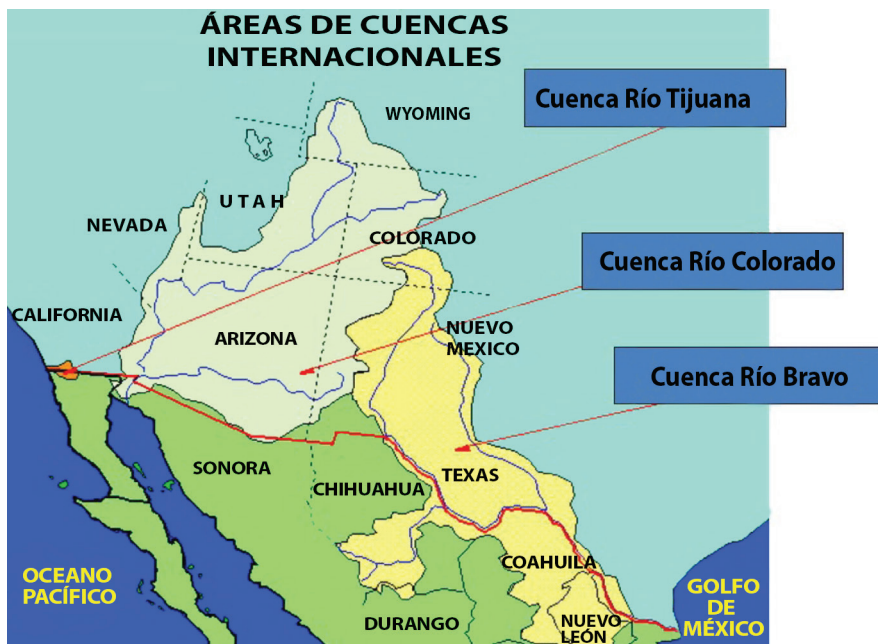 ÁREAS DE CUENCAS
INTERNACIONALES
Cuenca Río Tijuana
WYOMING
UTAH
NEVADA
COLORADO
Cuenca Río Colorado
CALIFORNIA
ARIZONA
NUEVO
MEXICO
Cuenca Río Bravo
SONORA
TEXAS
CHIHUAHUA
COAHUILA
OCEANO
PACÍFICO
GOLFO
DE
MÉXICO
DURANGO
NUEVO
LEÓN